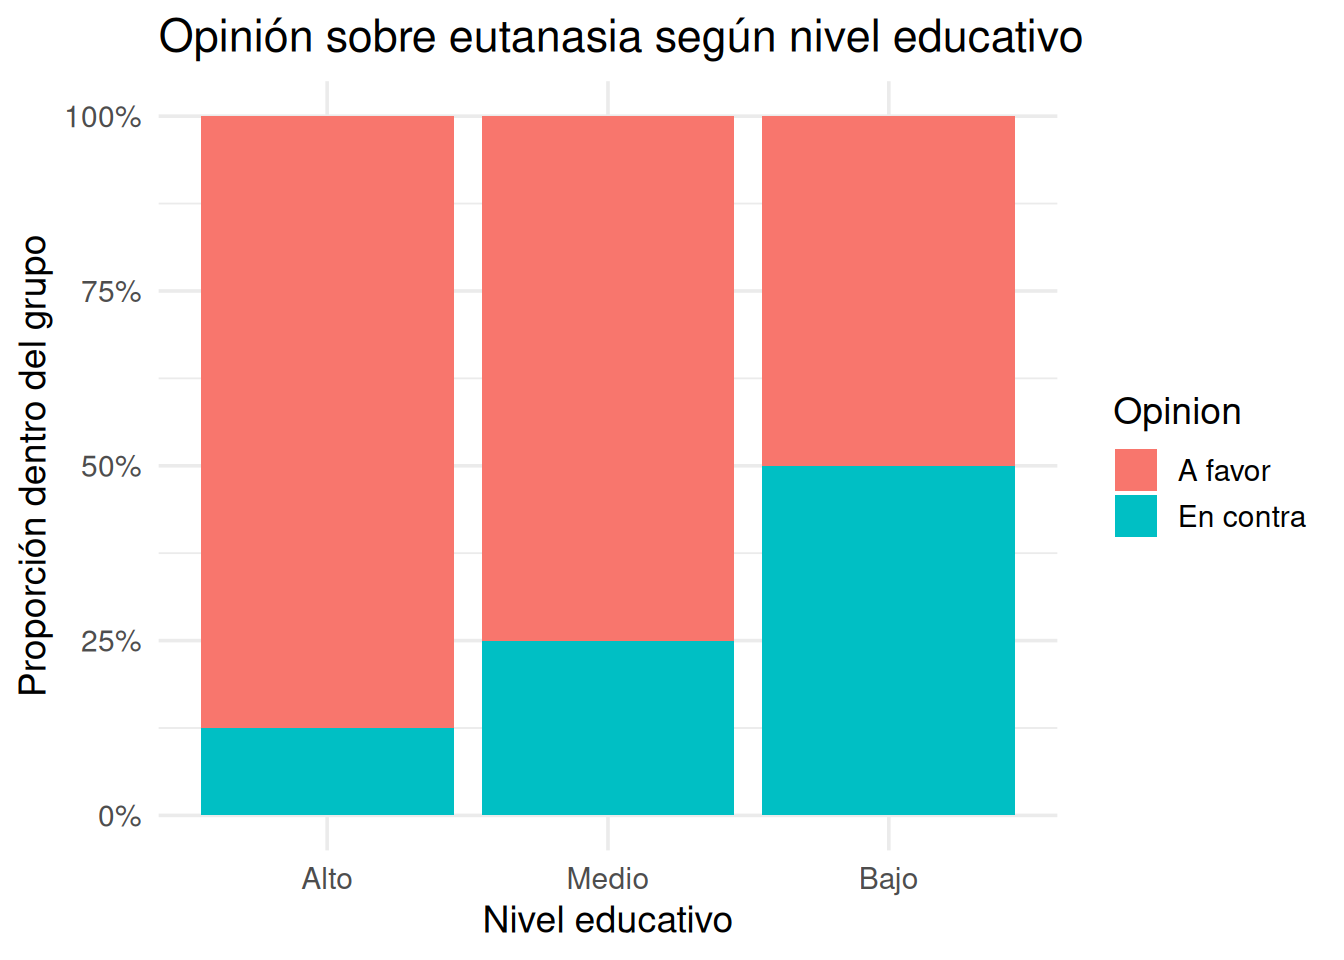 Opinión sobre eutanasia según nivel educativo
Proporción dentro del grupo
100%
75%
50%
25%
0%
Alto
Medio
Bajo
Nivel educativo
Opinion
A favor
En contra